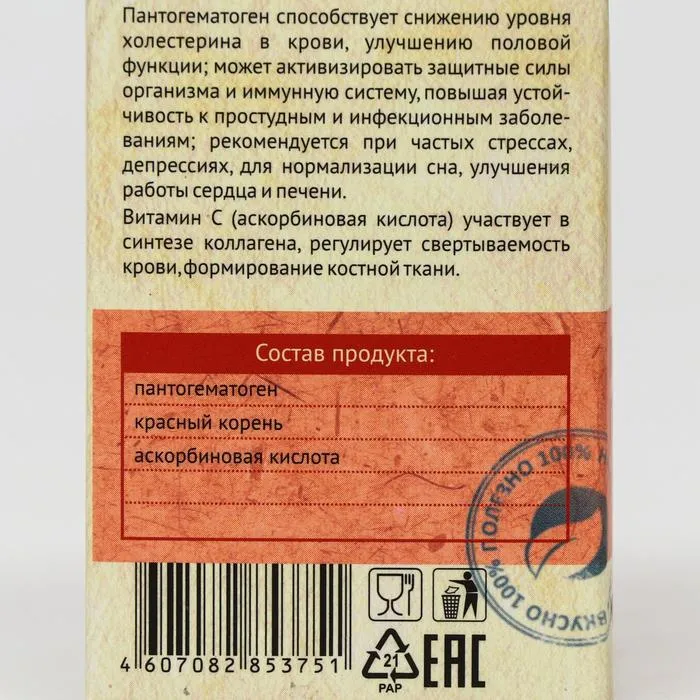 Пантогематоген способствует снижению уровня
холестерина в крови, улучшению половой
функции; может активизировать защитные силы
организма и иммунную систему, повышая устой-
чивость к простудным и инфекционным заболе-
ваниям; рекомендуется при частых стрессах,
депрессиях, для нормализации сна, улучшения
работы сердца и печени.
Витамин С (аскорбиновая кислота) участвует в
синтезе коллагена, регулирует свертываемость
крови, формирование костной ткани.
Состав продукта:
пантогематоген
красный корень
аскорбиновая кислота
ПОЛЕЗНО 100%
ВКУСНО 100%
4 607082 853751
21
PAP
EAC